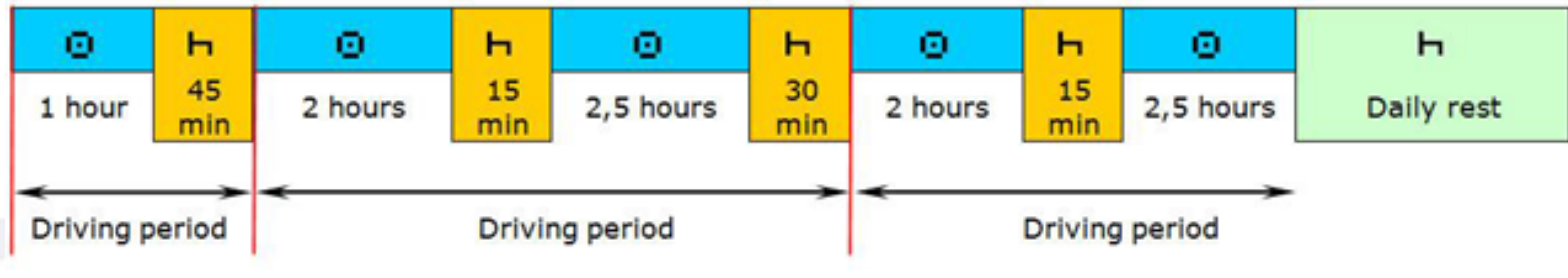 1 hour
45
min
2 hours
15
min
2,5 hours
30
min
2 hours
15
min
2,5 hours
Daily rest
Driving period
Driving period
Driving period